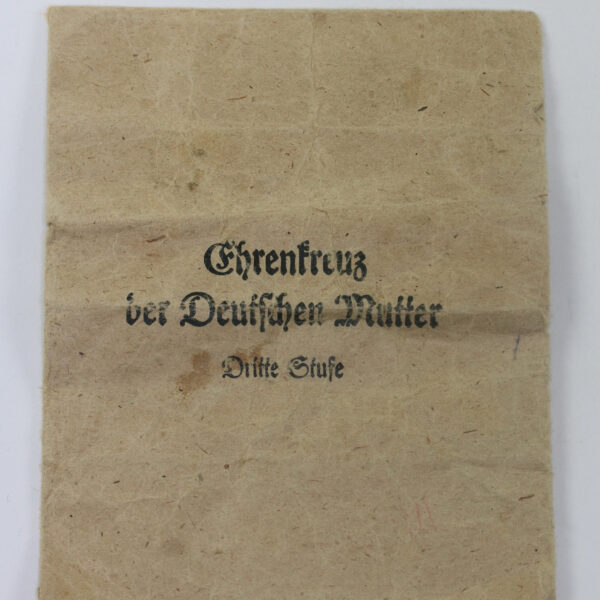 Ehrenkreuz
der Deutschen Mutter
Dritte Stufe